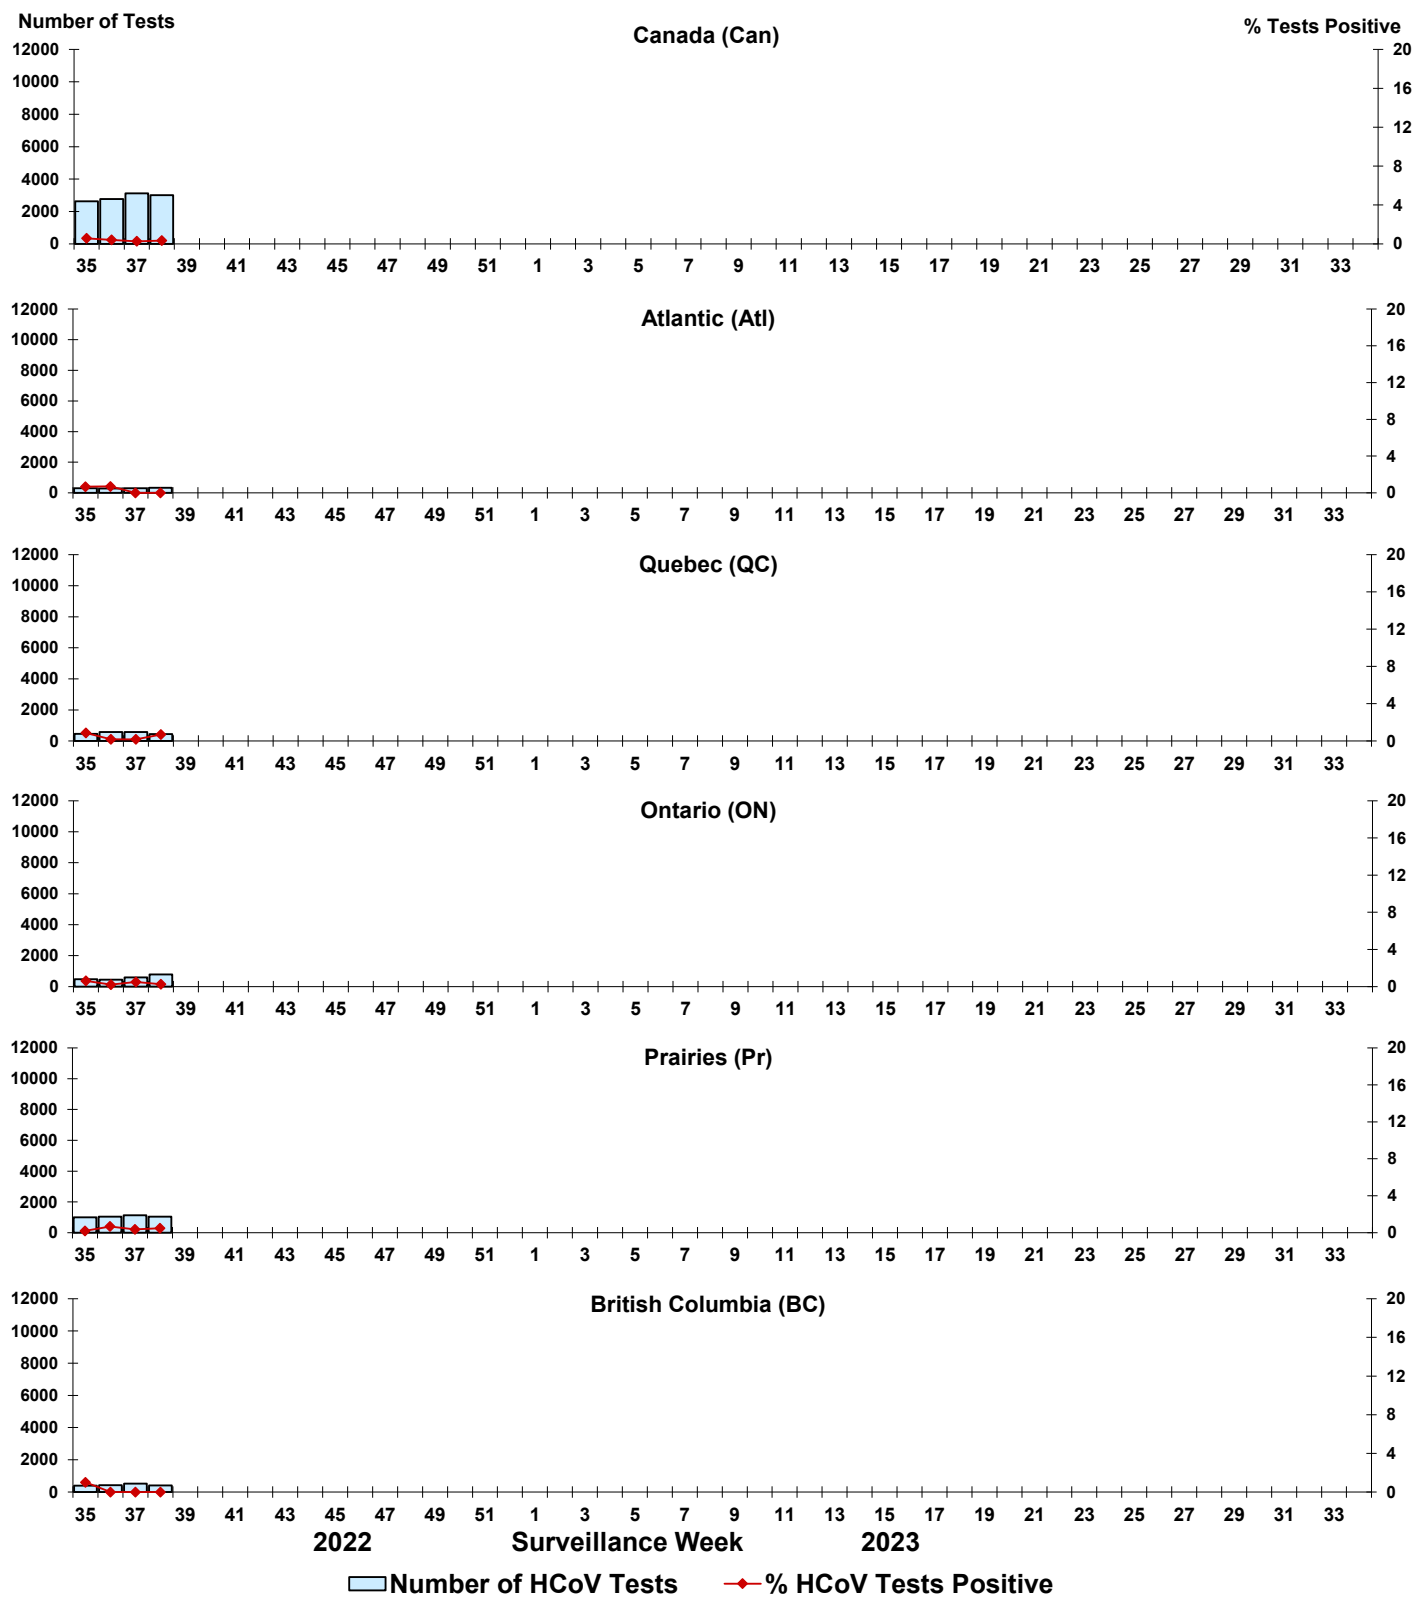 Number of Tests
Canada (Can)
% Tests Positive
12000 20
10000 16
8000 12
6000 8
4000 4
2000 0
0
35 37 39 41 43 45 47 49 51 1 3 5 7 9 11 13 15 17 19 21 23 25 27 29 31 33
Atlantic (Atl)
12000 20
10000 16
8000 12
6000 8
4000 4
2000 0
0
35 37 39 41 43 45 47 49 51 1 3 5 7 9 11 13 15 17 19 21 23 25 27 29 31 33
Quebec (QC)
12000 20
10000 16
8000 12
6000 8
4000 4
2000 0
0
35 37 39 41 43 45 47 49 51 1 3 5 7 9 11 13 15 17 19 21 23 25 27 29 31 33
Ontario (ON)
12000 20
10000 16
8000 12
6000 8
4000 4
2000 0
0
35 37 39 41 43 45 47 49 51 1 3 5 7 9 11 13 15 17 19 21 23 25 27 29 31 33
Prairies (Pr)
12000 20
10000 16
8000 12
6000 8
4000 4
2000 0
0
35 37 39 41 43 45 47 49 51 1 3 5 7 9 11 13 15 17 19 21 23 25 27 29 31 33
British Columbia (BC)
12000 20
10000 16
8000 12
6000 8
4000 4
2000 0
0
35 37 39 41 43 45 47 49 51 1 3 5 7 9 11 13 15 17 19 21 23 25 27 29 31 33
2022 Surveillance Week 2023
Number of HCoV Tests % HCoV Tests Positive